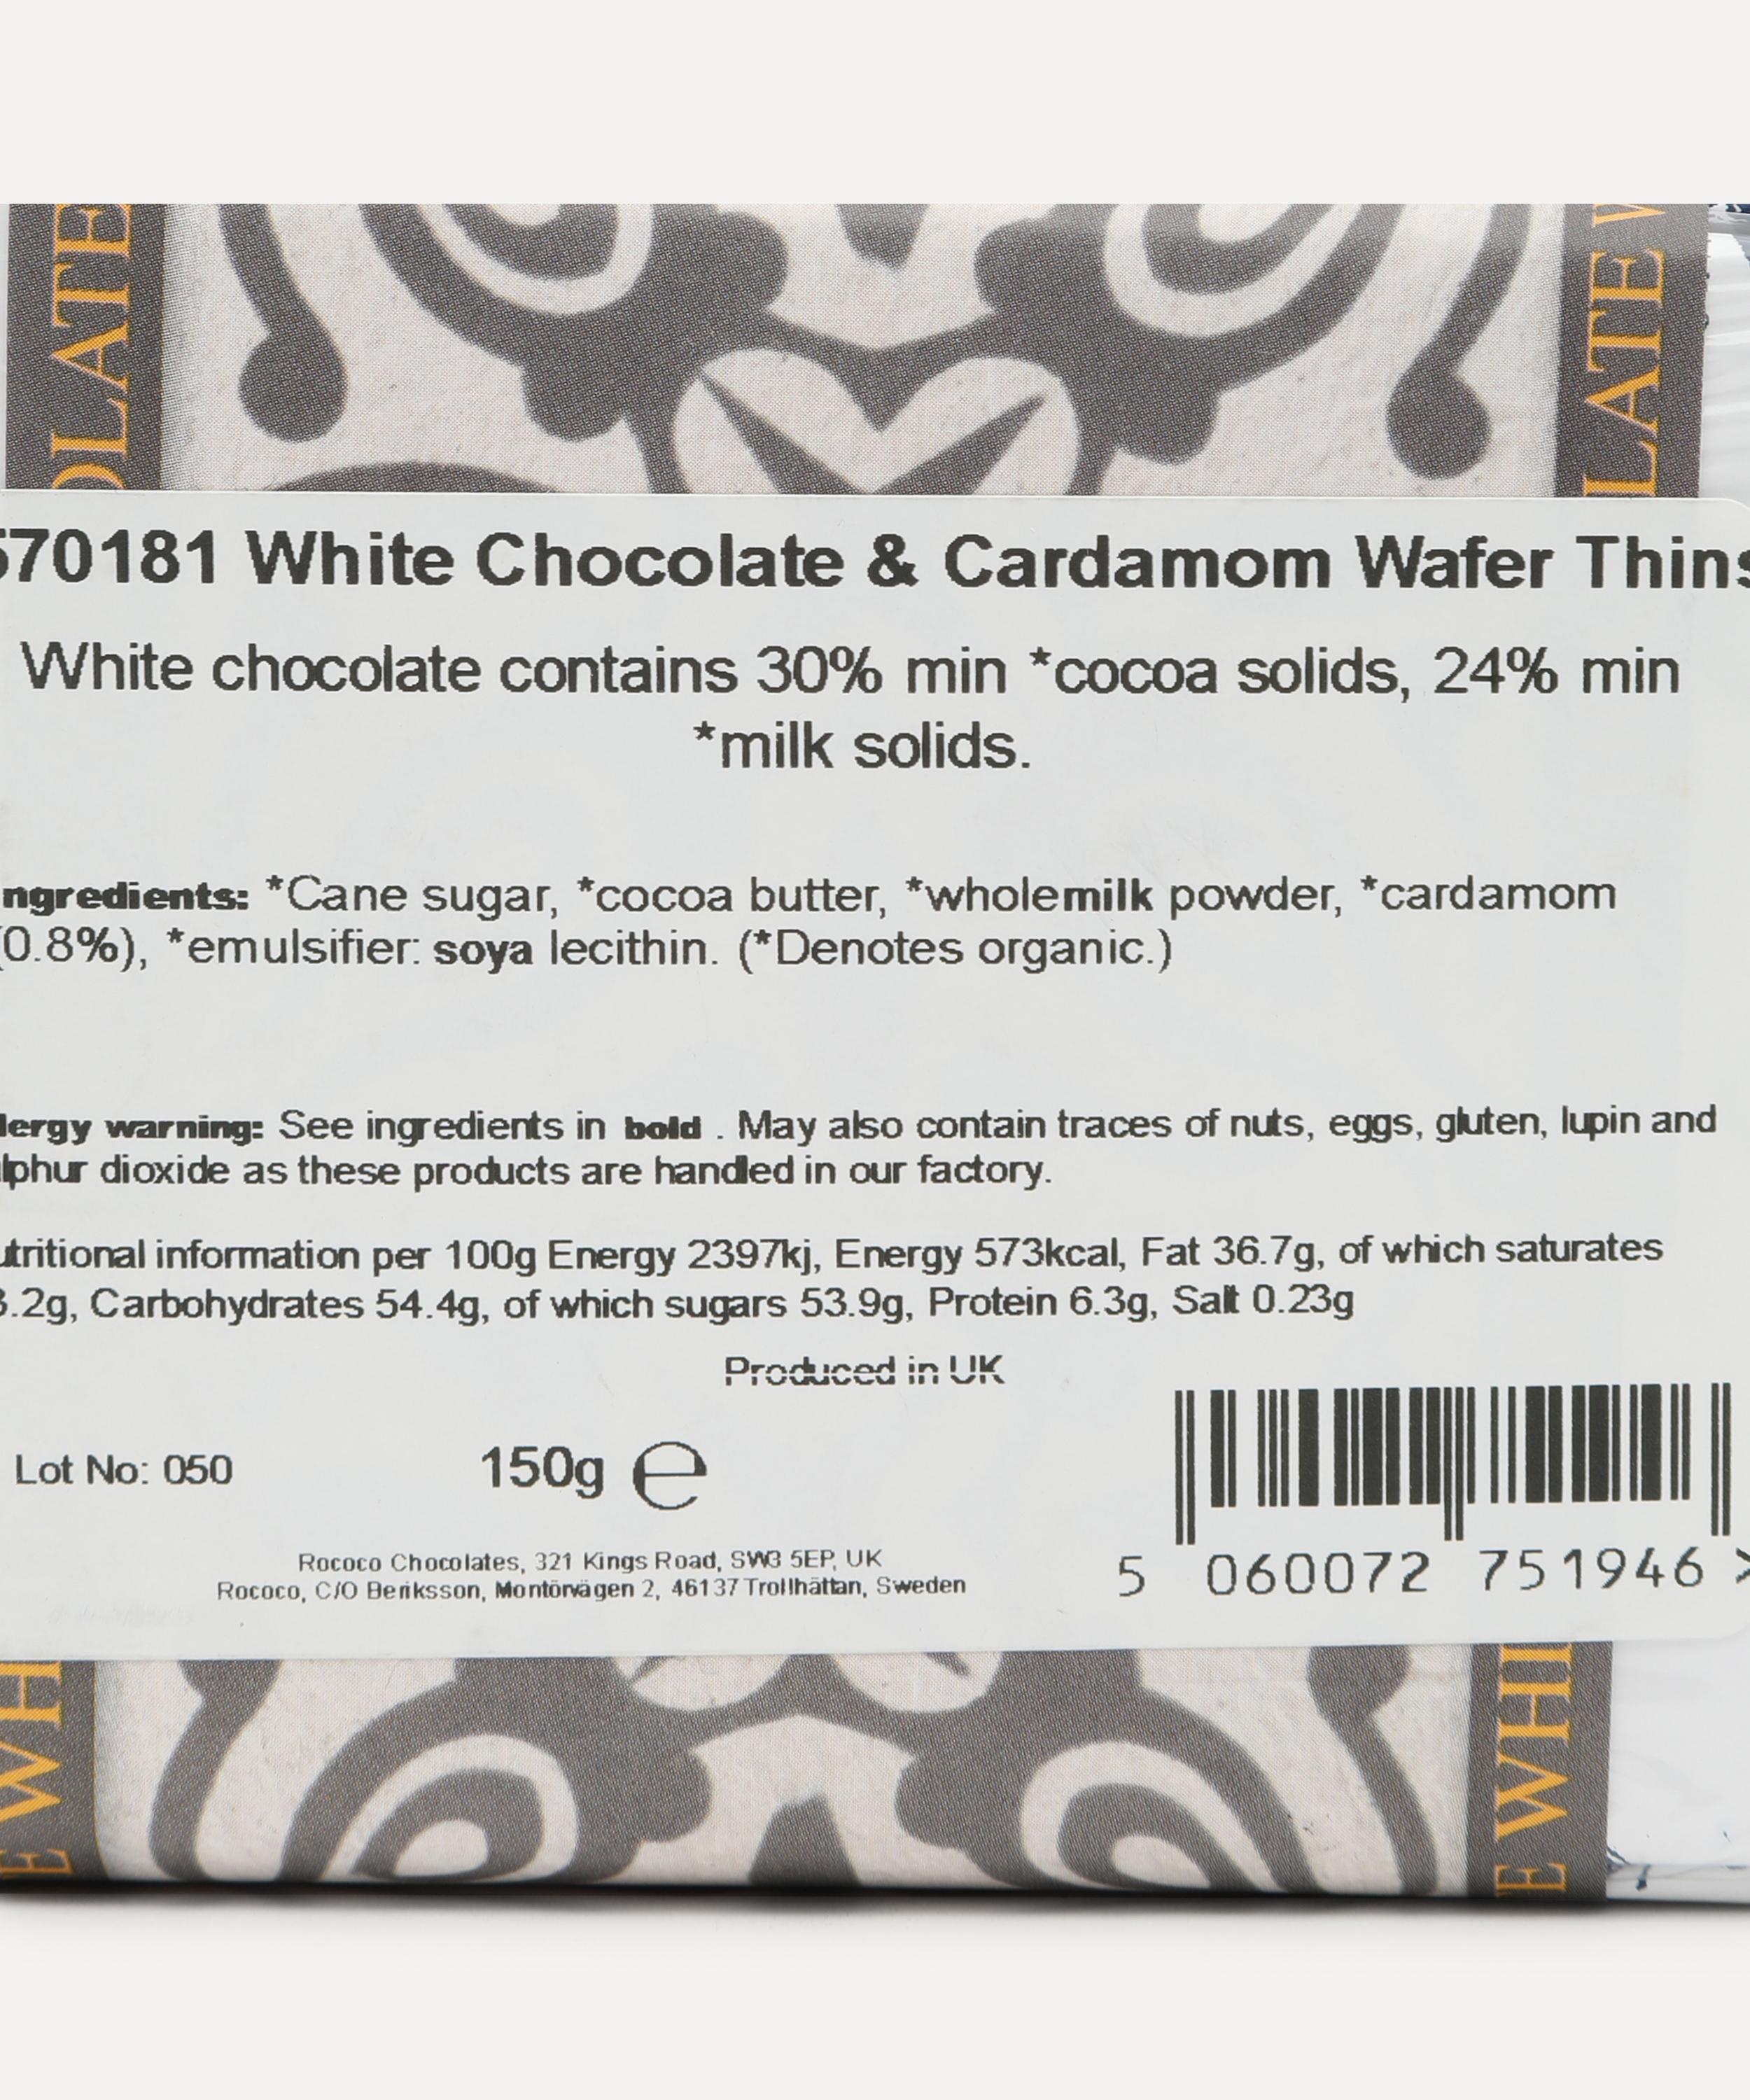 OLATE
LATE W
570181 White Chocolate & Cardamom Wafer Thins
White chocolate contains 30% min *cocoa solids, 24% min
*milk solids.
ngredients: *Cane sugar, *cocoa butter, *wholemilk powder, *cardamom
(0.8%), *emulsifier: soya lecithin. (*Denotes organic.)
lergy warning: See ingredients in bold . May also contain traces of nuts, eggs, gluten, lupin and
lphur dioxide as these products are handled in our factory.
utritional information per 100g Energy 2397kj, Energy 573kcal, Fat 36.7g, of which saturates
3.2g, Carbohydrates 54.4g, of which sugars 53.9g, Protein 6.3g, Salt 0.23g
Produced in UK
Lot No: 050
150g ℮
Rococo Chocolates, 321 Kings Road, SW3 5EP, UK
Rococo, C/O Beriksson, Montörvägen 2, 46137 Trollhättan, Sweden
5 060072 751946 >
E WH
E WHI